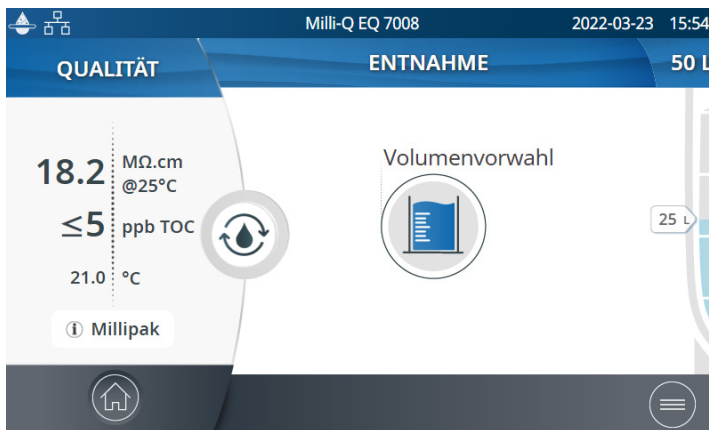 Milli-Q EQ 7008
2022-03-23 15:54
QUALITÄT
ENTNAHME
50 L
18.2 MΩ.cm
@25°C
≤5 ppb TOC
21.0 °C
i Millipak
Volumenvorwahl
25 L